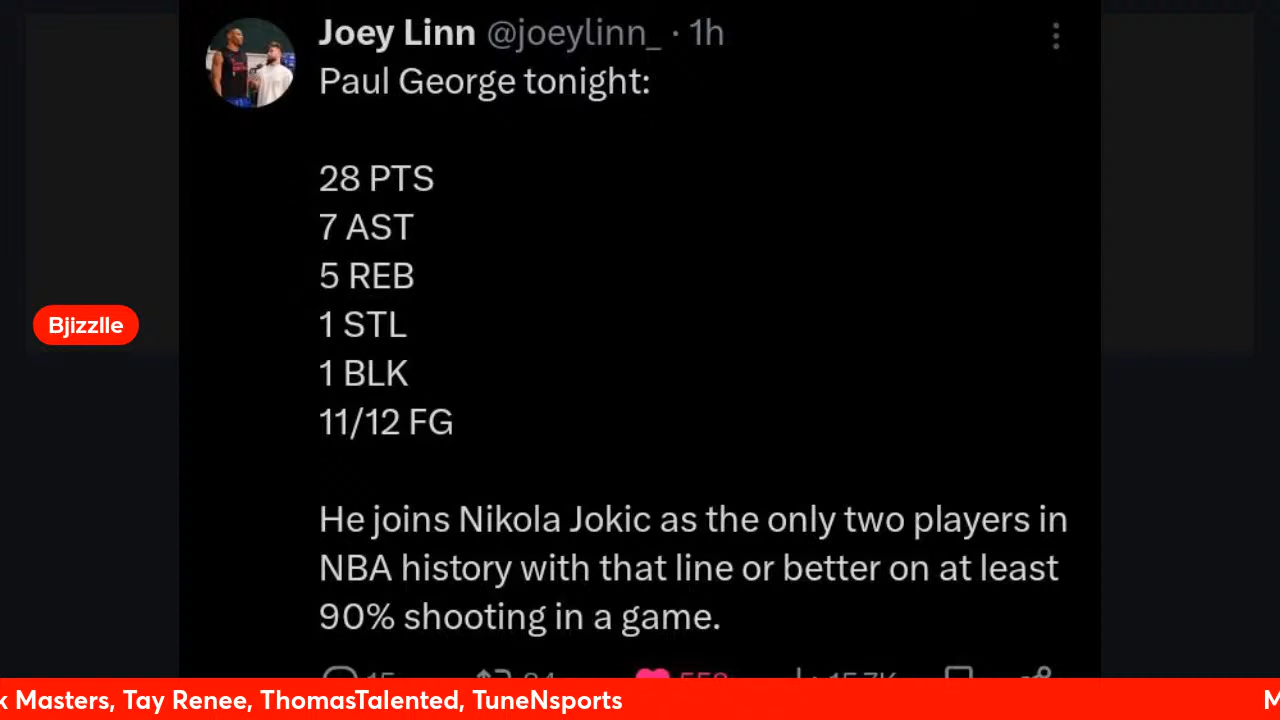 Joey Linn @joeylinn_ · 1h
Paul George tonight:
28 PTS
7 AST
5 REB
1 STL
1 BLK
11/12 FG
Bjizzlle
He joins Nikola Jokic as the only two players in
NBA history with that line or better on at least
90% shooting in a game.
k Masters, Tay Renee, ThomasTalented, TuneNsports M